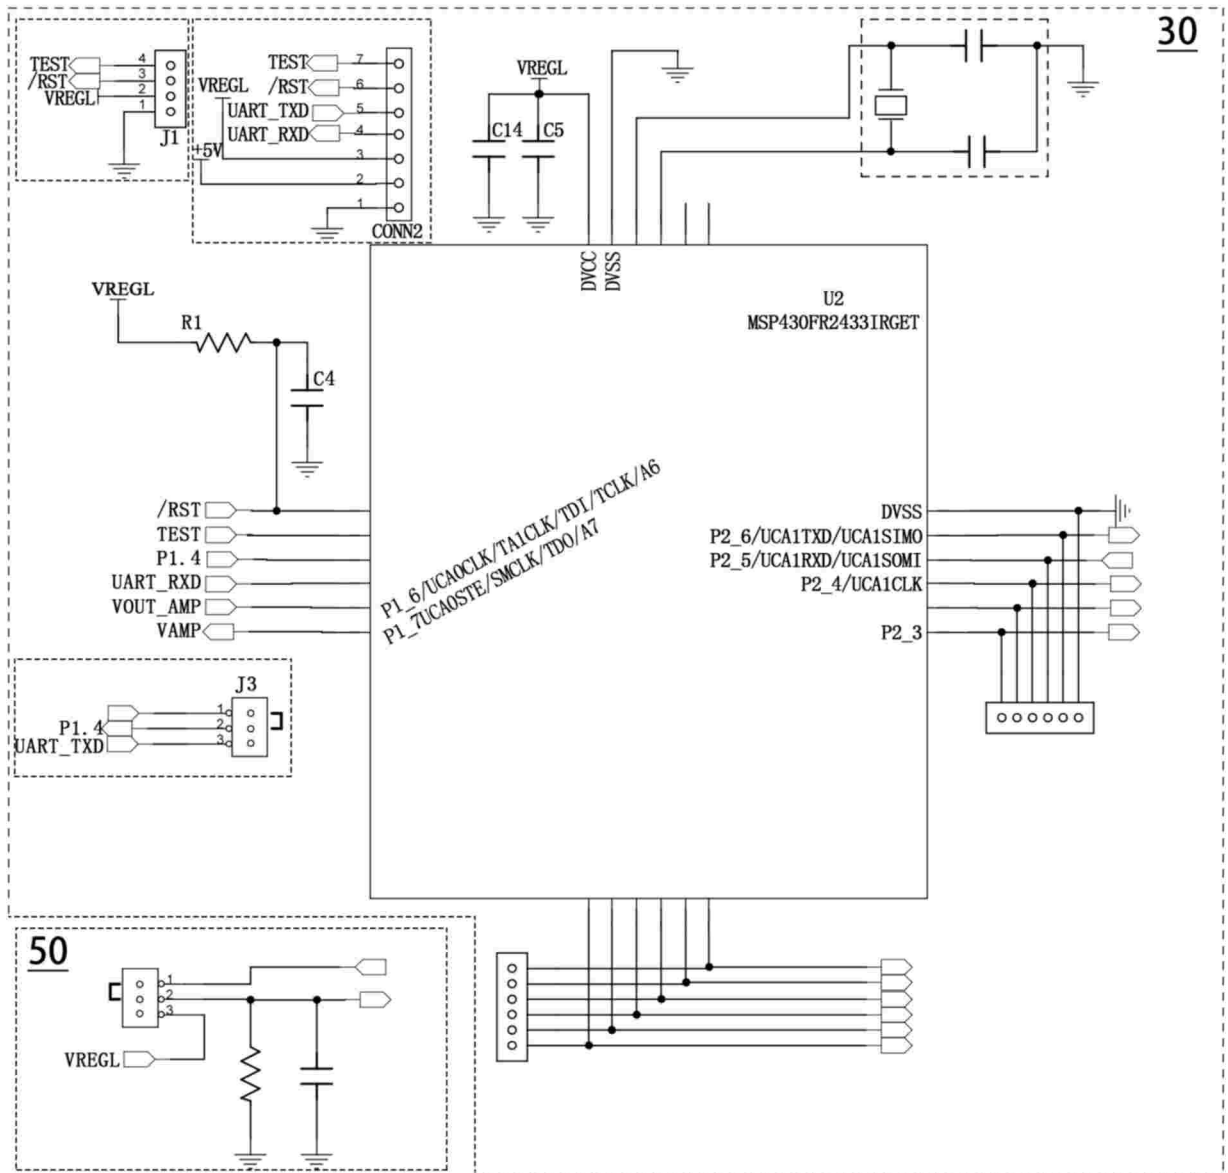 30
TEST 4
/RST 3
VREGL 2
1
J1
TEST 7
/RST 6
VREGL
UART_TXD 5
UART_RXD 4
+5V
3
2
1
CONN2
VREGL
C14 C5
DVCC
DVSS
U2
MSP430FR2433IRGET
VREGL
R1
C4
/RST
TEST
P1.4
UART_RXD
VOUT_AMP
VAMP
P1_6/UCA0CLK/TA1CLK/TDI/TCLK/A6
P1_7UCA0STE/SMCLK/TDO/A7
DVSS
P2_6/UCA1TXD/UCA1SIMO
P2_5/UCA1RXD/UCA1SOMI
P2_4/UCA1CLK
P2_3
J3
1
P1.4 2
UART_TXD 3
50
1
2
3
VREGL